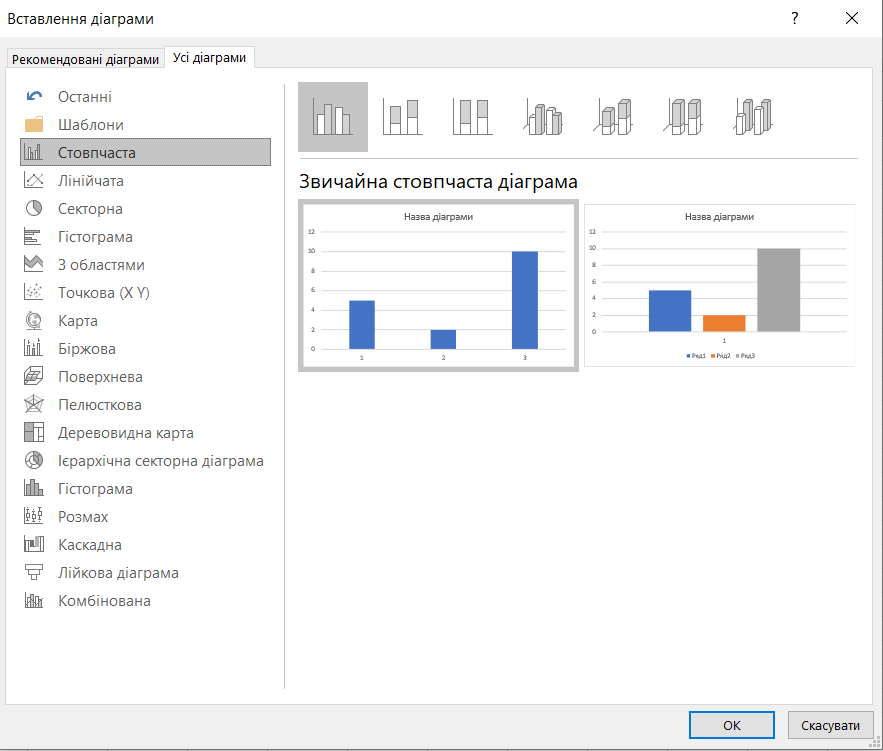 Вставлення діаграми
?
Рекомендовані діаграми
Усі діаграми
Останні
Шаблони
Стовпчаста
Лінійчата
Секторна
Гістограма
З областями
Точкова (X Y)
Карта
Біржова
Поверхнева
Пелюсткова
Деревовидна карта
Ієрархічна секторна діаграма
Гістограма
Розмах
Каскадна
Лійкова діаграма
Комбінована
Звичайна стовпчаста діаграма
Назва діаграми
12
10
8
6
4
2
0
1 2 3
Назва діаграми
12
10
8
6
4
2
0
1
Ряд1 Ряд2 Ряд3
OK
Скасувати